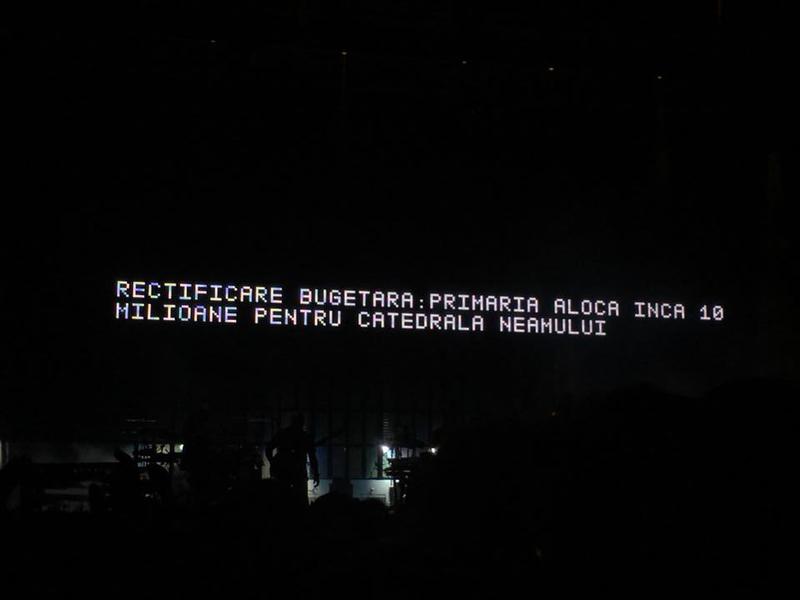 RECTIFICARE BUGETARA:PRIMARIA ALOCA INCA 10
MILIOANE PENTRU CATEDRALA NEAMULUI